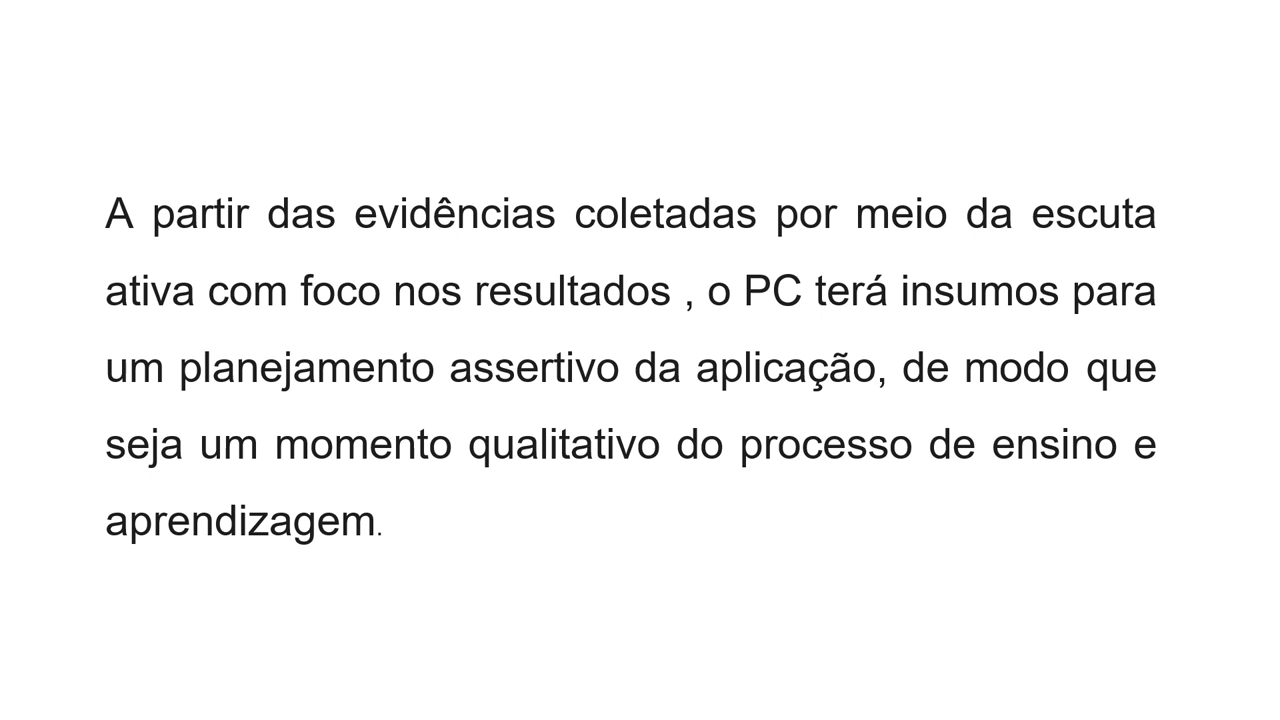 A partir das evidências coletadas por meio da escuta
ativa com foco nos resultados , o PC terá insumos para
um planejamento assertivo da aplicação, de modo que
seja um momento qualitativo do processo de ensino e
aprendizagem.